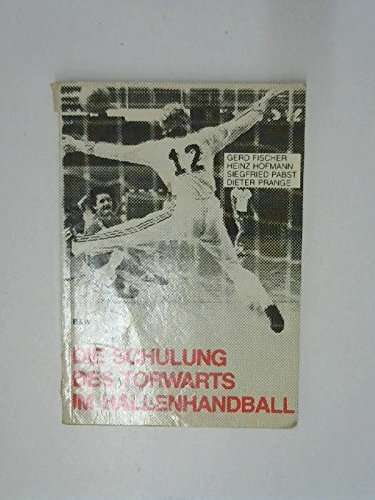 12
GERD FISCHER
HEINZ HOFMANN
SIEGFRIED PABST
DIETER PRANGE
DIE SCHULUNG
DES TORWARTS
IM HALLENHANDBALL